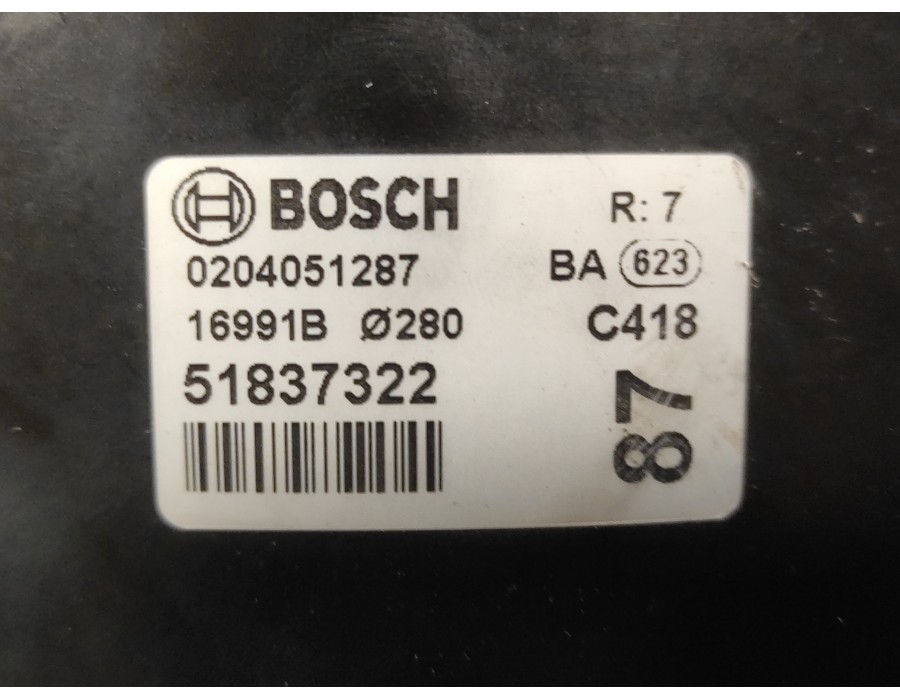 BOSCH R: 7
0204051287 BA 623
16991B Ø280 C418
51837322
87